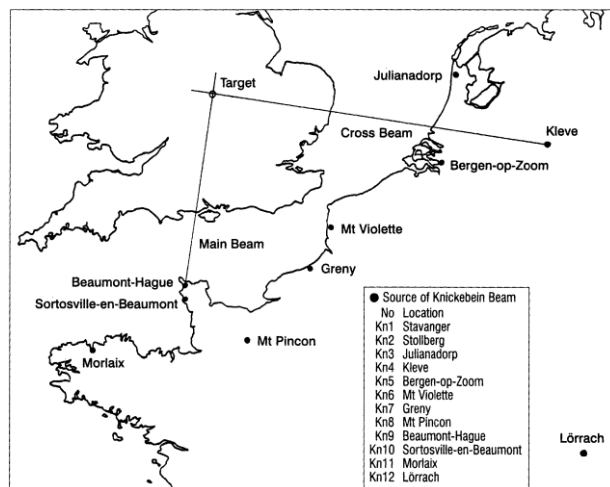 Julianadorp
Target
Kleve
Cross Beam
Bergen-op-Zoom
Mt Violette
Main Beam
Greny
Beaumont-Hague
Sortosville-en-Beaumont
Mt Pincon
Morlaix
Source of Knickebein Beam
No Location
Kn1 Stavanger
Kn2 Stollberg
Kn3 Julianadorp
Kn4 Kleve
Kn5 Bergen-op-Zoom
Kn6 Mt Violette
Kn7 Greny
Kn8 Mt Pincon
Kn9 Beaumont-Hague
Kn10 Sortosville-en-Beaumont
Kn11 Morlaix
Kn12 Lörrach
Lörrach